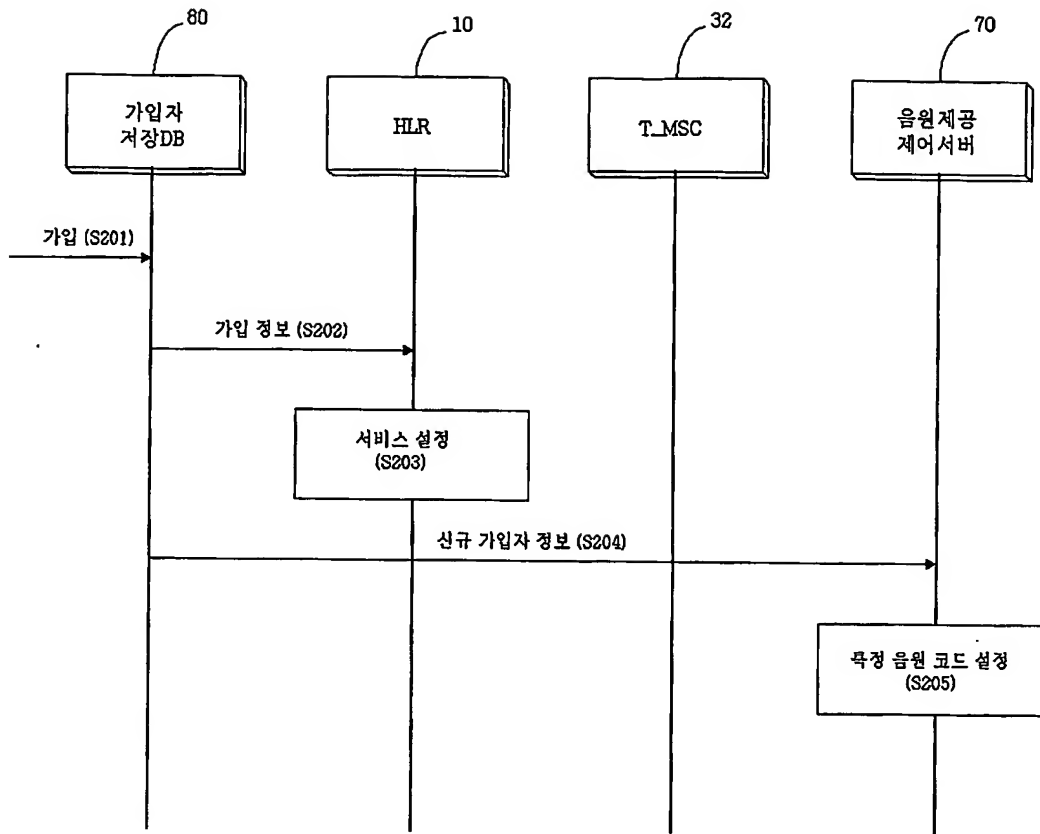 80
10
32
70
가입자
저장DB
HLR
T_MSC
음원제공
제어서버
가입 (S201)
가입 정보 (S202)
서비스 설정
(S203)
신규 가입자 정보 (S204)
특정 음원 코드 설정
(S205)